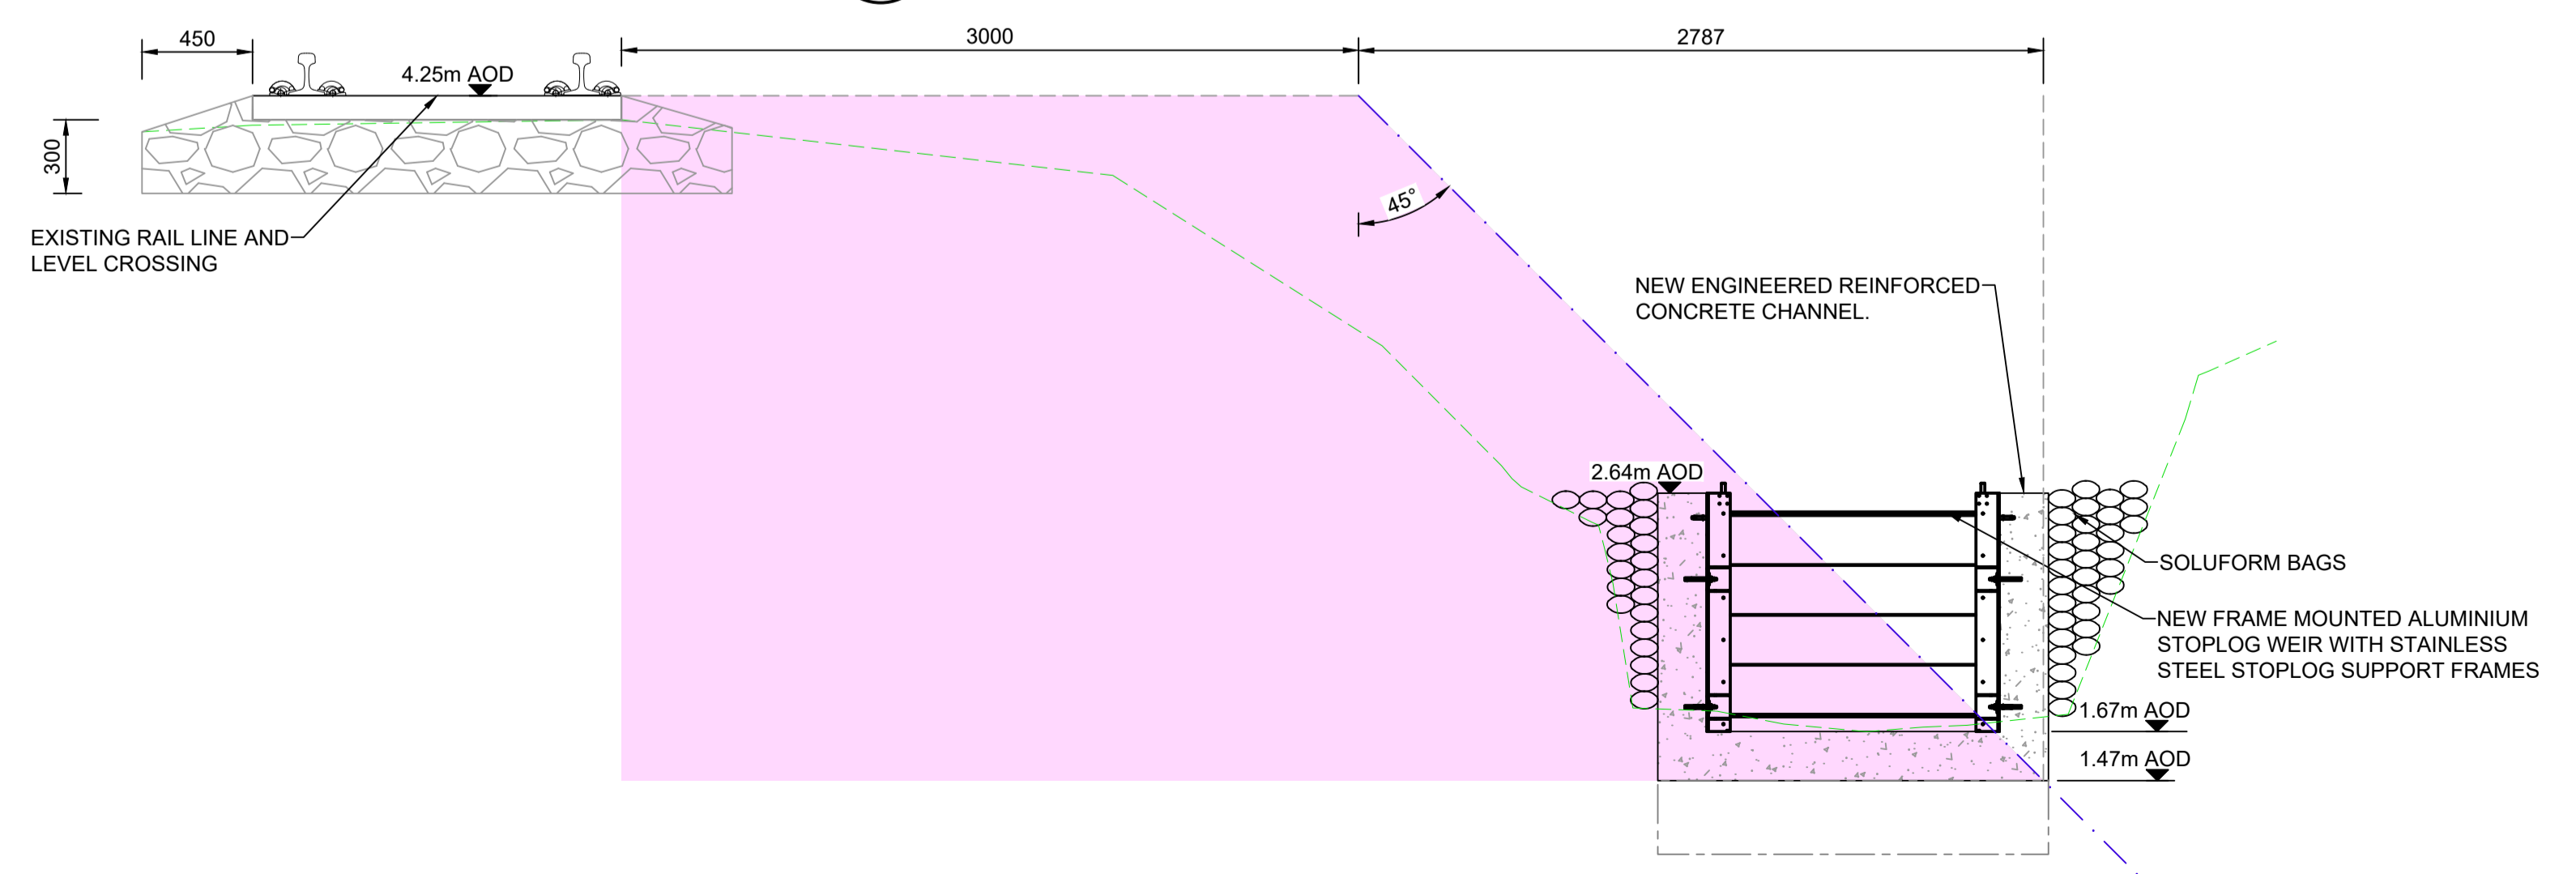 450
3000
2787
4.25m AOD
300
45°
EXISTING RAIL LINE AND
LEVEL CROSSING
NEW ENGINEERED REINFORCED
CONCRETE CHANNEL.
2.64m AOD
SOLUFORM BAGS
NEW FRAME MOUNTED ALUMINIUM
STOPLOG WEIR WITH STAINLESS
STEEL STOPLOG SUPPORT FRAMES
1.67m AOD
1.47m AOD